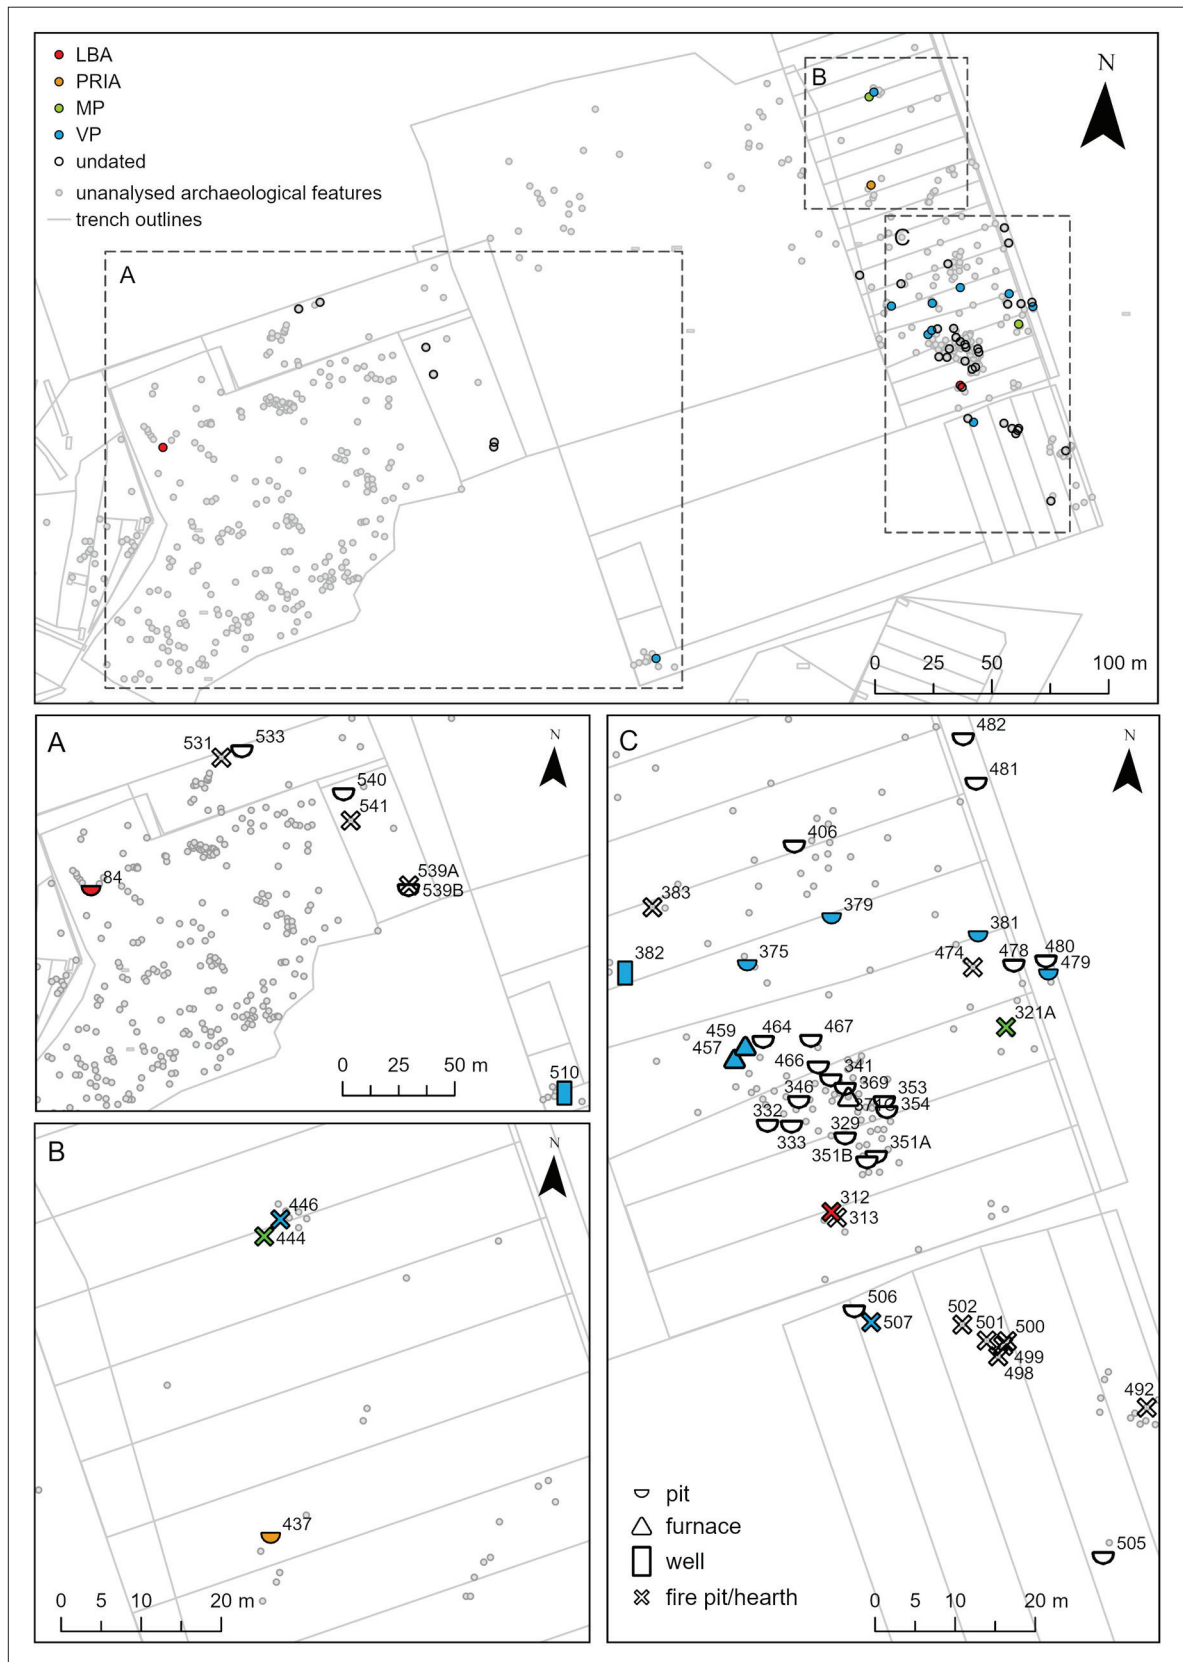 LBA
PRIA
MP
VP
undated
unanalysed archaeological features
trench outlines
A
B
C
N
0 25 50 100 m
A
N
531 533
540
541
84
539A
539B
510
0 25 50 m
B
N
446
444
437
0 5 10 20 m
C
N
482
481
406
383
379
381
382
375
474 478 480
479
321A
459
457
464 467
466
341
369
346
371C
353
354
332
333
329
351A
351B
312
313
506
507
502
501 500
499
498
492
505
pit
furnace
well
fire pit/hearth
0 5 10 20 m